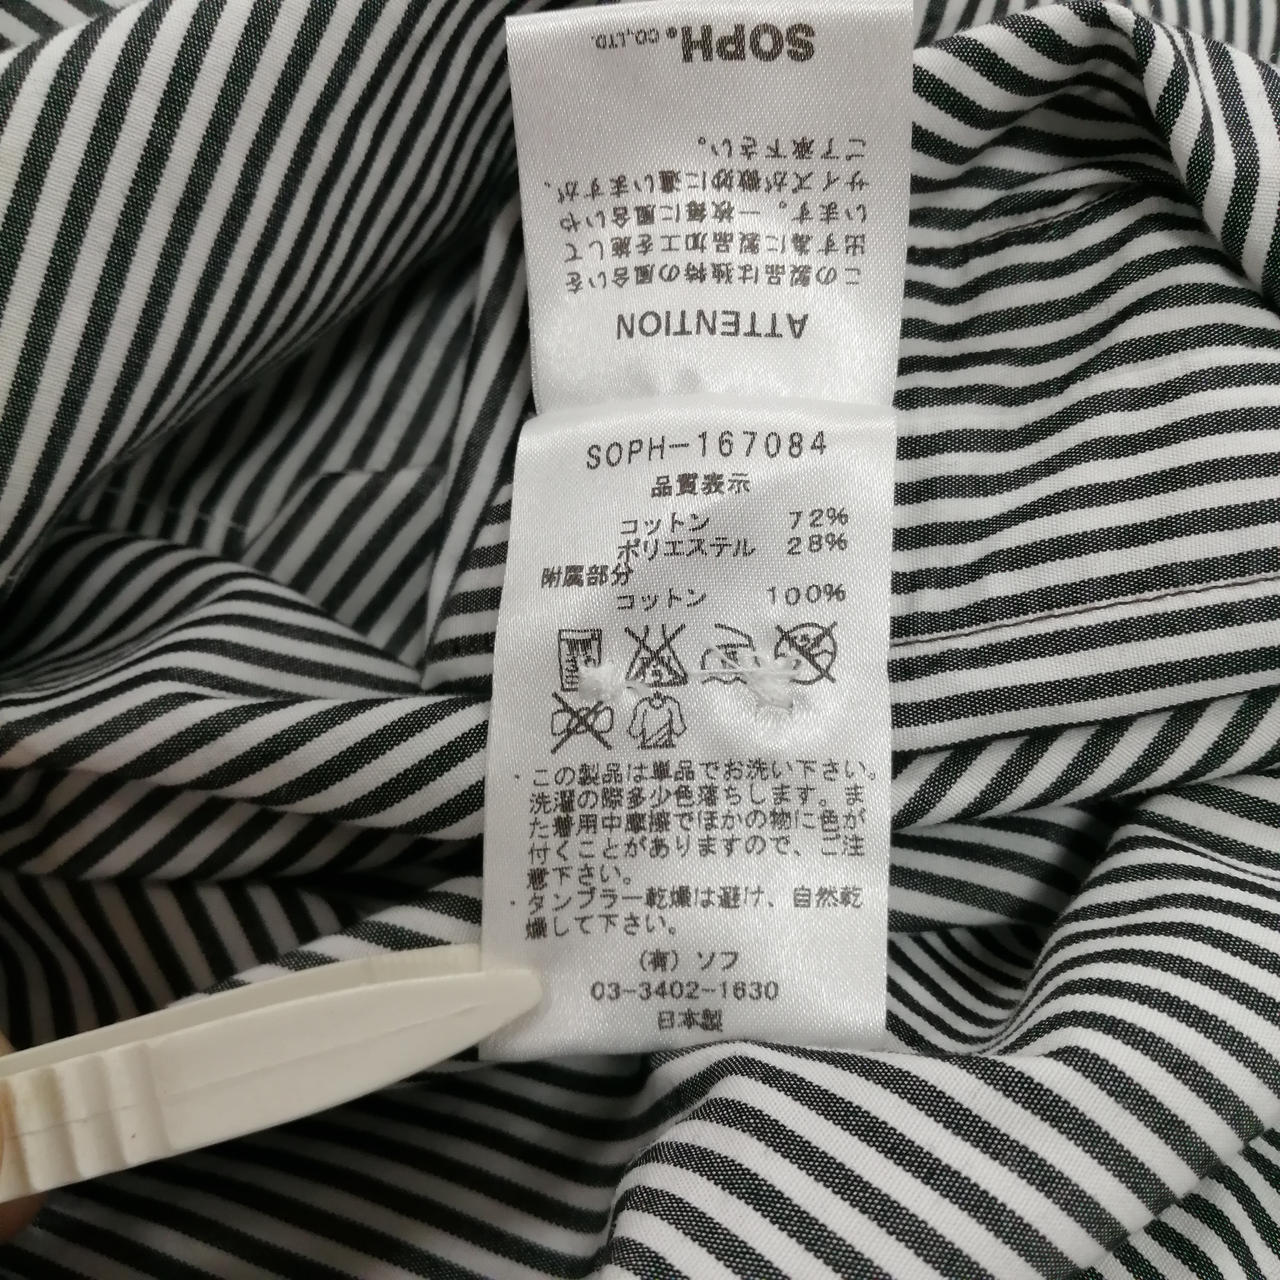 SOPH. CO.,LTD.
ATTENTION
この製品は独特の風合いを
出す為に製品加工を施して
います。一枚毎に風合いや
サイズが微妙に違いますが、
ご了承下さい。
SOPH-167084
品質表示
コットン 72%
ポリエステル 28%
附属部分
コットン 100%
・この製品は単品でお洗い下さい。
洗濯の際多少色落ちします。ま
た着用中摩擦でほかの物に色が
付くことがありますので、ご注
意下さい。
・タンブラー乾燥は避け、自然乾
燥して下さい。
(有)ソフ
03-3402-1630
日本製